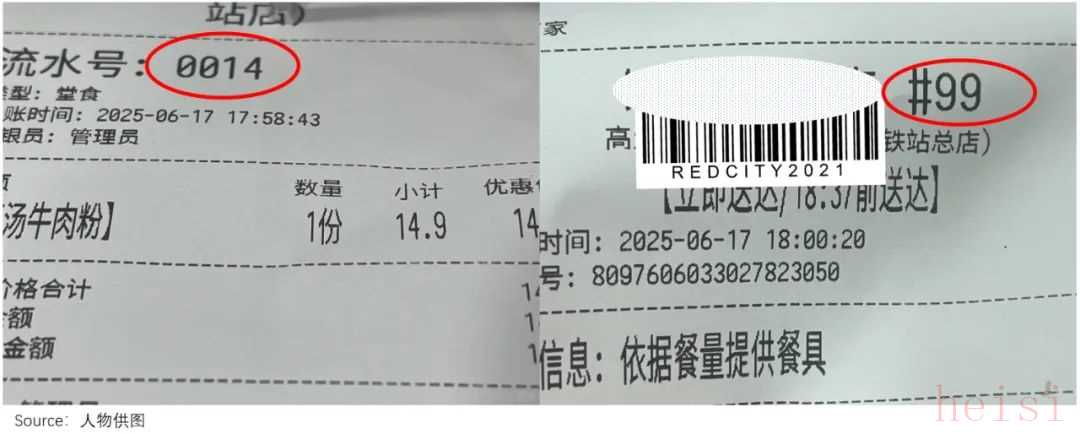 站店）
流水号: 0014
类型: 堂食
账时间: 2025-06-17 17:58:43
银员: 管理员
数量 小计 优惠
汤牛肉粉】 1份 14.9 14
价格合计
金额
金额
管理员
家
#99
高 铁站总店)
REDCITY2021
【立即送达/18:37前送达】
时间: 2025-06-17 18:00:20
号: 8097606033027823050
信息: 依据餐量提供餐具
heisi
Source: 人物供图